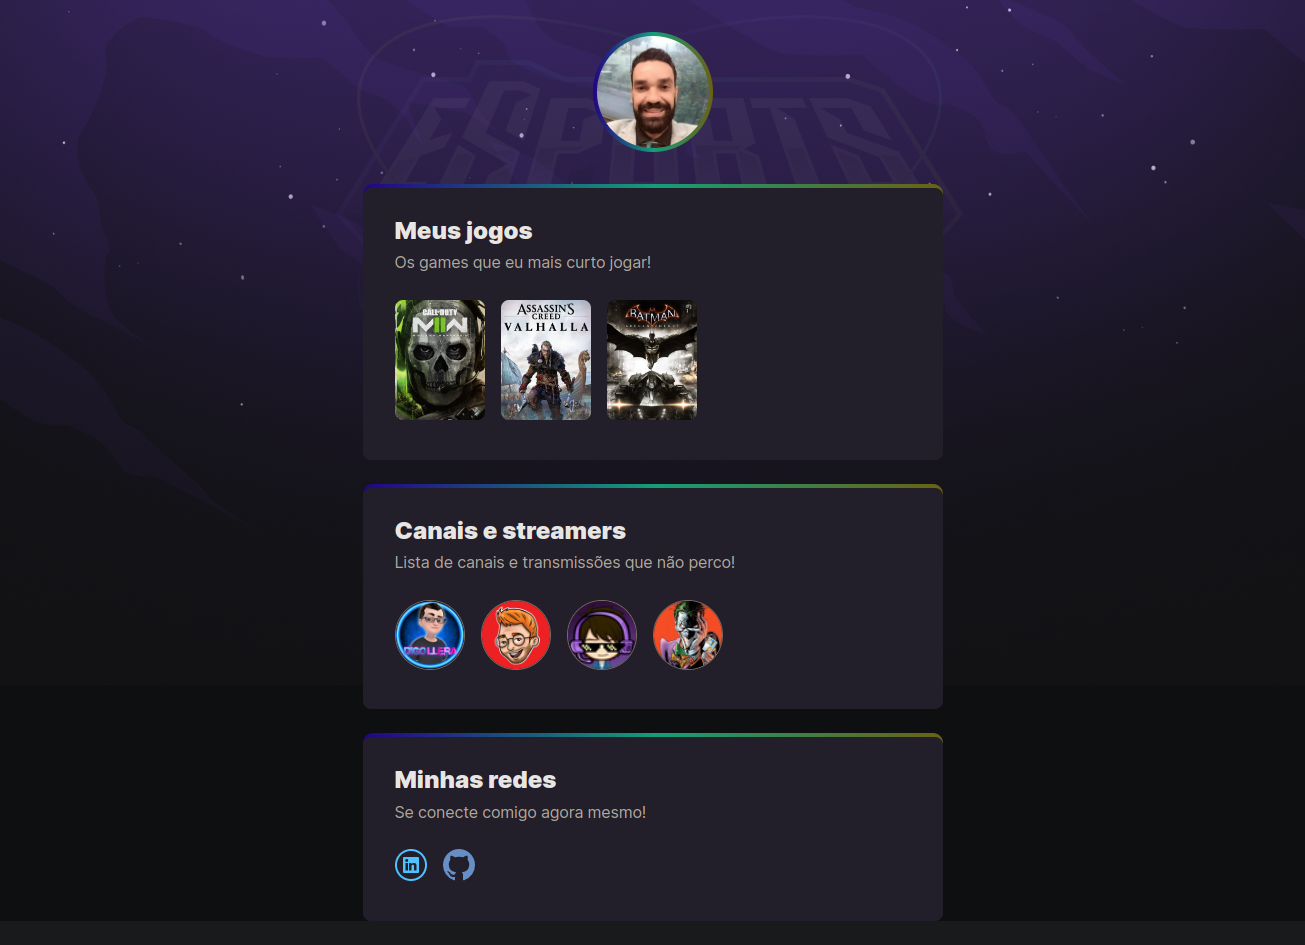 ESPORTS
Meus jogos
Os games que eu mais curto jogar!
CALL OF DUTY
MWII
ASSASSIN'S
CREED
VALHALLA
BATMAN
Canais e streamers
Lista de canais e transmissões que não perco!
Minhas redes
Se conecte comigo agora mesmo!
in